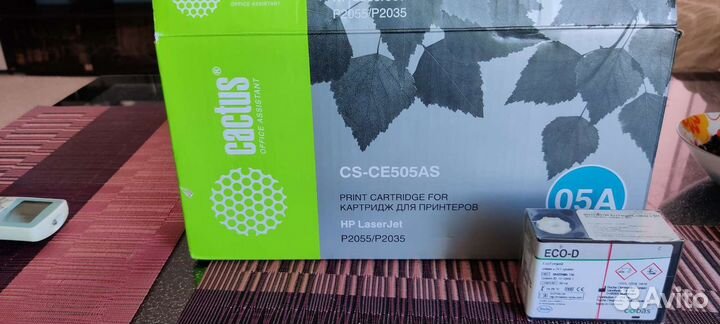 P2055/P2035
cactus®
OFFICE ASSISTANT
CS-CE505AS
05A
PRINT CARTRIDGE FOR
КАРТРИДЖ ДЛЯ ПРИНТЕРОВ
HP LaserJet
P2055/P2035
ECO-D
cobas
Avito